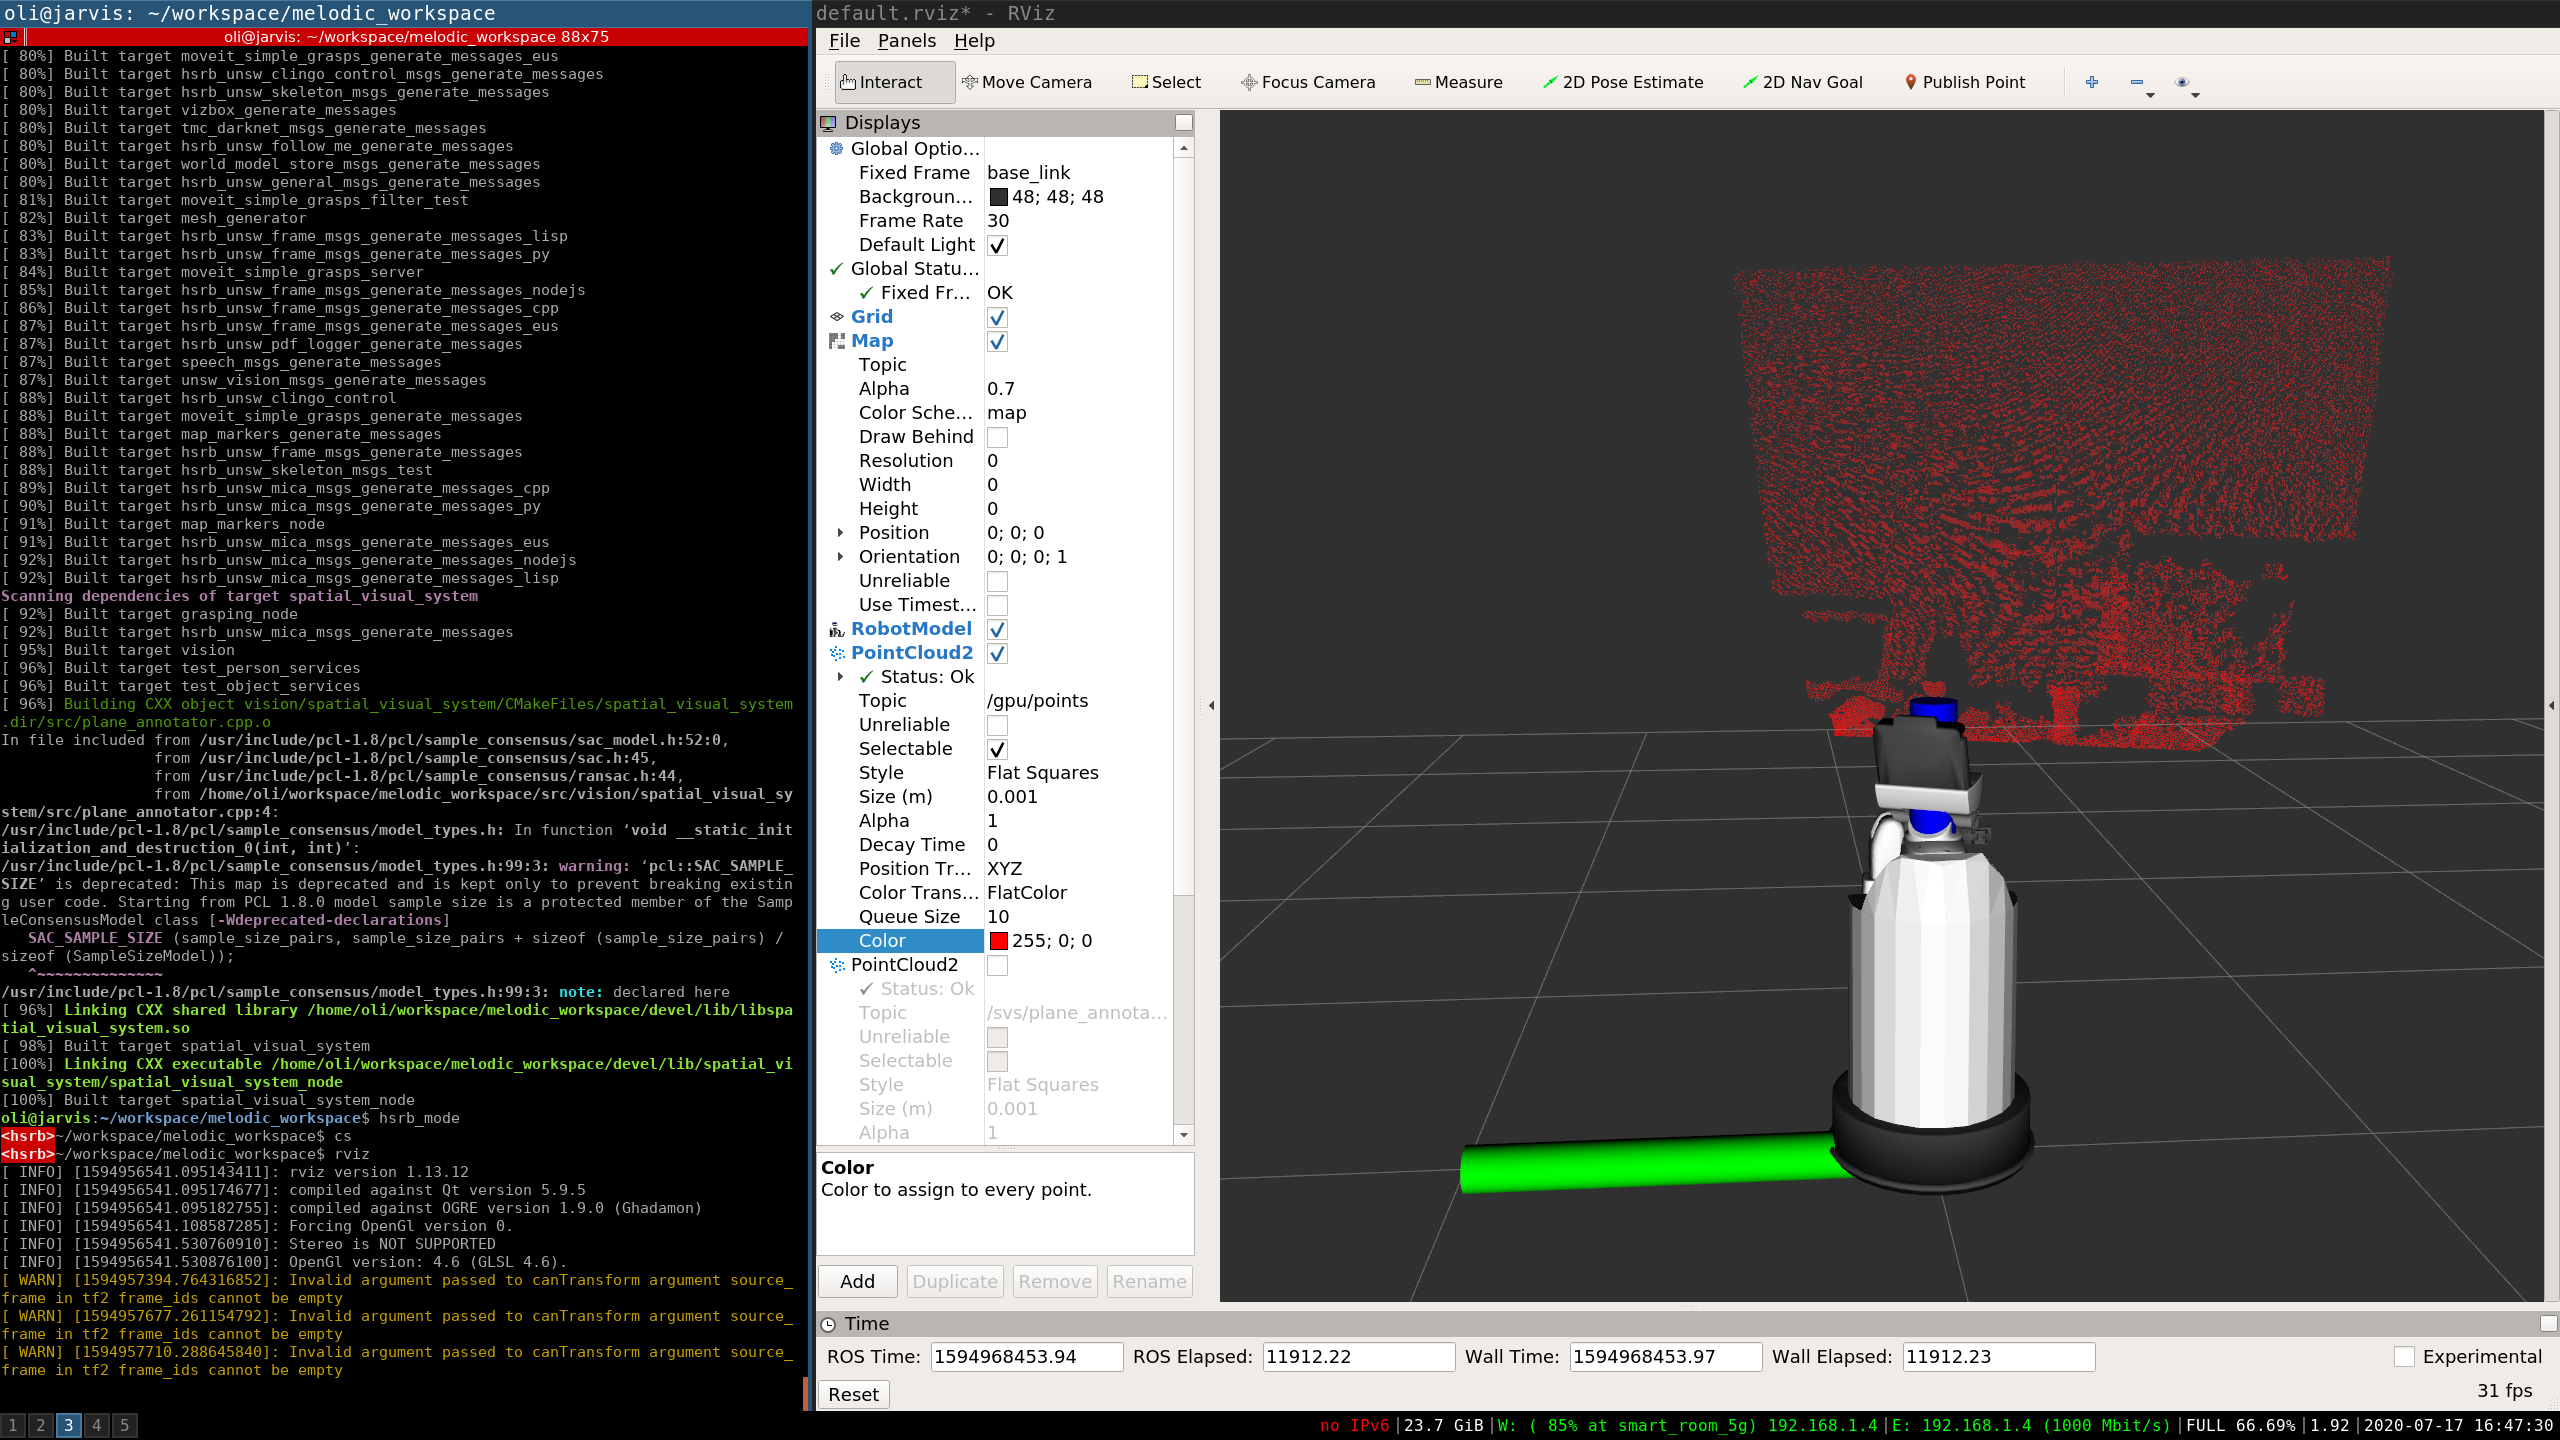 oli@jarvis: ~/workspace/melodic_workspace
oli@jarvis: ~/workspace/melodic_workspace 88x75
[ 80%] Built target moveit_simple_grasps_generate_messages_eus
[ 80%] Built target hsrb_unsw_clingo_control_msgs_generate_messages
[ 80%] Built target hsrb_unsw_skeleton_msgs_generate_messages
[ 80%] Built target vizbox_generate_messages
[ 80%] Built target tmc_darknet_msgs_generate_messages
[ 80%] Built target hsrb_unsw_follow_me_generate_messages
[ 80%] Built target world_model_store_msgs_generate_messages
[ 80%] Built target hsrb_unsw_general_msgs_generate_messages
[ 81%] Built target moveit_simple_grasps_filter_test
[ 82%] Built target mesh_generator
[ 83%] Built target hsrb_unsw_frame_msgs_generate_messages_lisp
[ 83%] Built target hsrb_unsw_frame_msgs_generate_messages_py
[ 84%] Built target moveit_simple_grasps_server
[ 85%] Built target hsrb_unsw_frame_msgs_generate_messages_nodejs
[ 86%] Built target hsrb_unsw_frame_msgs_generate_messages_cpp
[ 87%] Built target hsrb_unsw_frame_msgs_generate_messages_eus
[ 87%] Built target hsrb_unsw_pdf_logger_generate_messages
[ 87%] Built target speech_msgs_generate_messages
[ 87%] Built target unsw_vision_msgs_generate_messages
[ 88%] Built target hsrb_unsw_clingo_control
[ 88%] Built target moveit_simple_grasps_generate_messages
[ 88%] Built target map_markers_generate_messages
[ 88%] Built target hsrb_unsw_frame_msgs_generate_messages
[ 88%] Built target hsrb_unsw_skeleton_msgs_test
[ 89%] Built target hsrb_unsw_mica_msgs_generate_messages_cpp
[ 90%] Built target hsrb_unsw_mica_msgs_generate_messages_py
[ 91%] Built target map_markers_node
[ 91%] Built target hsrb_unsw_mica_msgs_generate_messages_eus
[ 92%] Built target hsrb_unsw_mica_msgs_generate_messages_nodejs
[ 92%] Built target hsrb_unsw_mica_msgs_generate_messages_lisp
Scanning dependencies of target spatial_visual_system
[ 92%] Built target grasping_node
[ 92%] Built target hsrb_unsw_mica_msgs_generate_messages
[ 95%] Built target vision
[ 96%] Built target test_person_services
[ 96%] Built target test_object_services
[ 96%] Building CXX object vision/spatial_visual_system/CMakeFiles/spatial_visual_system
.dir/src/plane_annotator.cpp.o
In file included from /usr/include/pcl-1.8/pcl/sample_consensus/sac_model.h:52:0,
from /usr/include/pcl-1.8/pcl/sample_consensus/sac.h:45,
from /usr/include/pcl-1.8/pcl/sample_consensus/ransac.h:44,
from /home/oli/workspace/melodic_workspace/src/vision/spatial_visual_sy
stem/src/plane_annotator.cpp:4:
/usr/include/pcl-1.8/pcl/sample_consensus/model_types.h: In function ‘void __static_init
ialization_and_destruction_0(int, int)’:
/usr/include/pcl-1.8/pcl/sample_consensus/model_types.h:99:3: warning: ‘pcl::SAC_SAMPLE_
SIZE’ is deprecated: This map is deprecated and is kept only to prevent breaking existin
g user code. Starting from PCL 1.8.0 model sample size is a protected member of the Samp
leConsensusModel class [-Wdeprecated-declarations]
SAC_SAMPLE_SIZE (sample_size_pairs, sample_size_pairs + sizeof (sample_size_pairs) /
sizeof (SampleSizeModel));
^~~~~~~~~~~~~~~
/usr/include/pcl-1.8/pcl/sample_consensus/model_types.h:99:3: note: declared here
[ 96%] Linking CXX shared library /home/oli/workspace/melodic_workspace/devel/lib/libspa
tial_visual_system.so
[ 98%] Built target spatial_visual_system
[100%] Linking CXX executable /home/oli/workspace/melodic_workspace/devel/lib/spatial_vi
sual_system/spatial_visual_system_node
[100%] Built target spatial_visual_system_node
oli@jarvis:~/workspace/melodic_workspace$ hsrb_mode
<hsrb>~/workspace/melodic_workspace$ cs
<hsrb>~/workspace/melodic_workspace$ rviz
[ INFO] [1594956541.095143411]: rviz version 1.13.12
[ INFO] [1594956541.095174677]: compiled against Qt version 5.9.5
[ INFO] [1594956541.095182755]: compiled against OGRE version 1.9.0 (Ghadamon)
[ INFO] [1594956541.108587285]: Forcing OpenGl version 0.
[ INFO] [1594956541.530760910]: Stereo is NOT SUPPORTED
[ INFO] [1594956541.530876100]: OpenGl version: 4.6 (GLSL 4.6).
[ WARN] [1594957394.764316852]: Invalid argument passed to canTransform argument source_
frame in tf2 frame_ids cannot be empty
[ WARN] [1594957677.261154792]: Invalid argument passed to canTransform argument source_
frame in tf2 frame_ids cannot be empty
[ WARN] [1594957710.288645840]: Invalid argument passed to canTransform argument source_
frame in tf2 frame_ids cannot be empty
default.rviz* - RViz
File Panels Help
Interact Move Camera Select Focus Camera Measure 2D Pose Estimate 2D Nav Goal Publish Point
Displays
Global Optio...
Fixed Frame base_link
Backgroun... 48; 48; 48
Frame Rate 30
Default Light
Global Statu...
Fixed Fr... OK
Grid
Map
Topic
Alpha 0.7
Color Sche... map
Draw Behind
Resolution 0
Width 0
Height 0
Position 0; 0; 0
Orientation 0; 0; 0; 1
Unreliable
Use Timest...
RobotModel
PointCloud2
Status: Ok
Topic /gpu/points
Unreliable
Selectable
Style Flat Squares
Size (m) 0.001
Alpha 1
Decay Time 0
Position Tr... XYZ
Color Trans... FlatColor
Queue Size 10
Color 255; 0; 0
PointCloud2
Status: Ok
Topic /svs/plane_annota...
Unreliable
Selectable
Style Flat Squares
Size (m) 0.001
Alpha 1
Color
Color to assign to every point.
Add Duplicate Remove Rename
Time
ROS Time: 1594968453.94 ROS Elapsed: 11912.22 Wall Time: 1594968453.97 Wall Elapsed: 11912.23 Experimental
Reset 31 fps
1 2 3 4 5 no IPv6|23.7 GiB|W: ( 85% at smart_room_5g) 192.168.1.4|E: 192.168.1.4 (1000 Mbit/s)|FULL 66.69%|1.92|2020-07-17 16:47:30